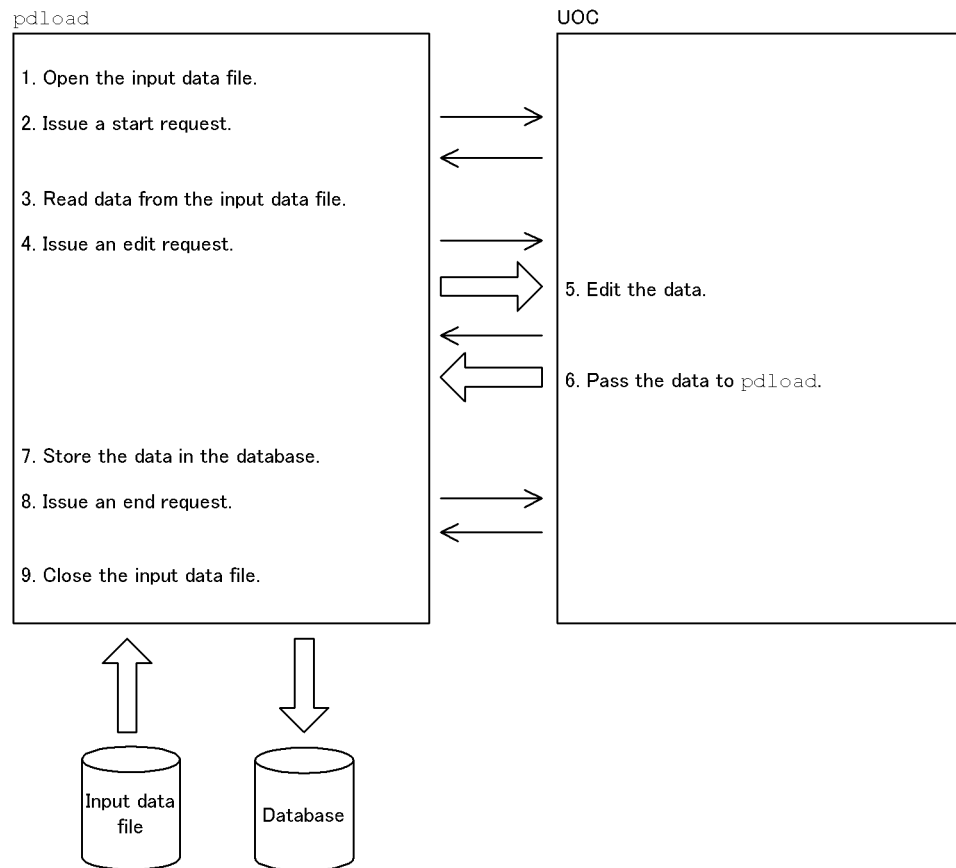 pdload
UOC
1. Open the input data file.
2. Issue a start request.
3. Read data from the input data file.
4. Issue an edit request.
5. Edit the data.
6. Pass the data to pdload.
7. Store the data in the database.
8. Issue an end request.
9. Close the input data file.
Input data
file
Database